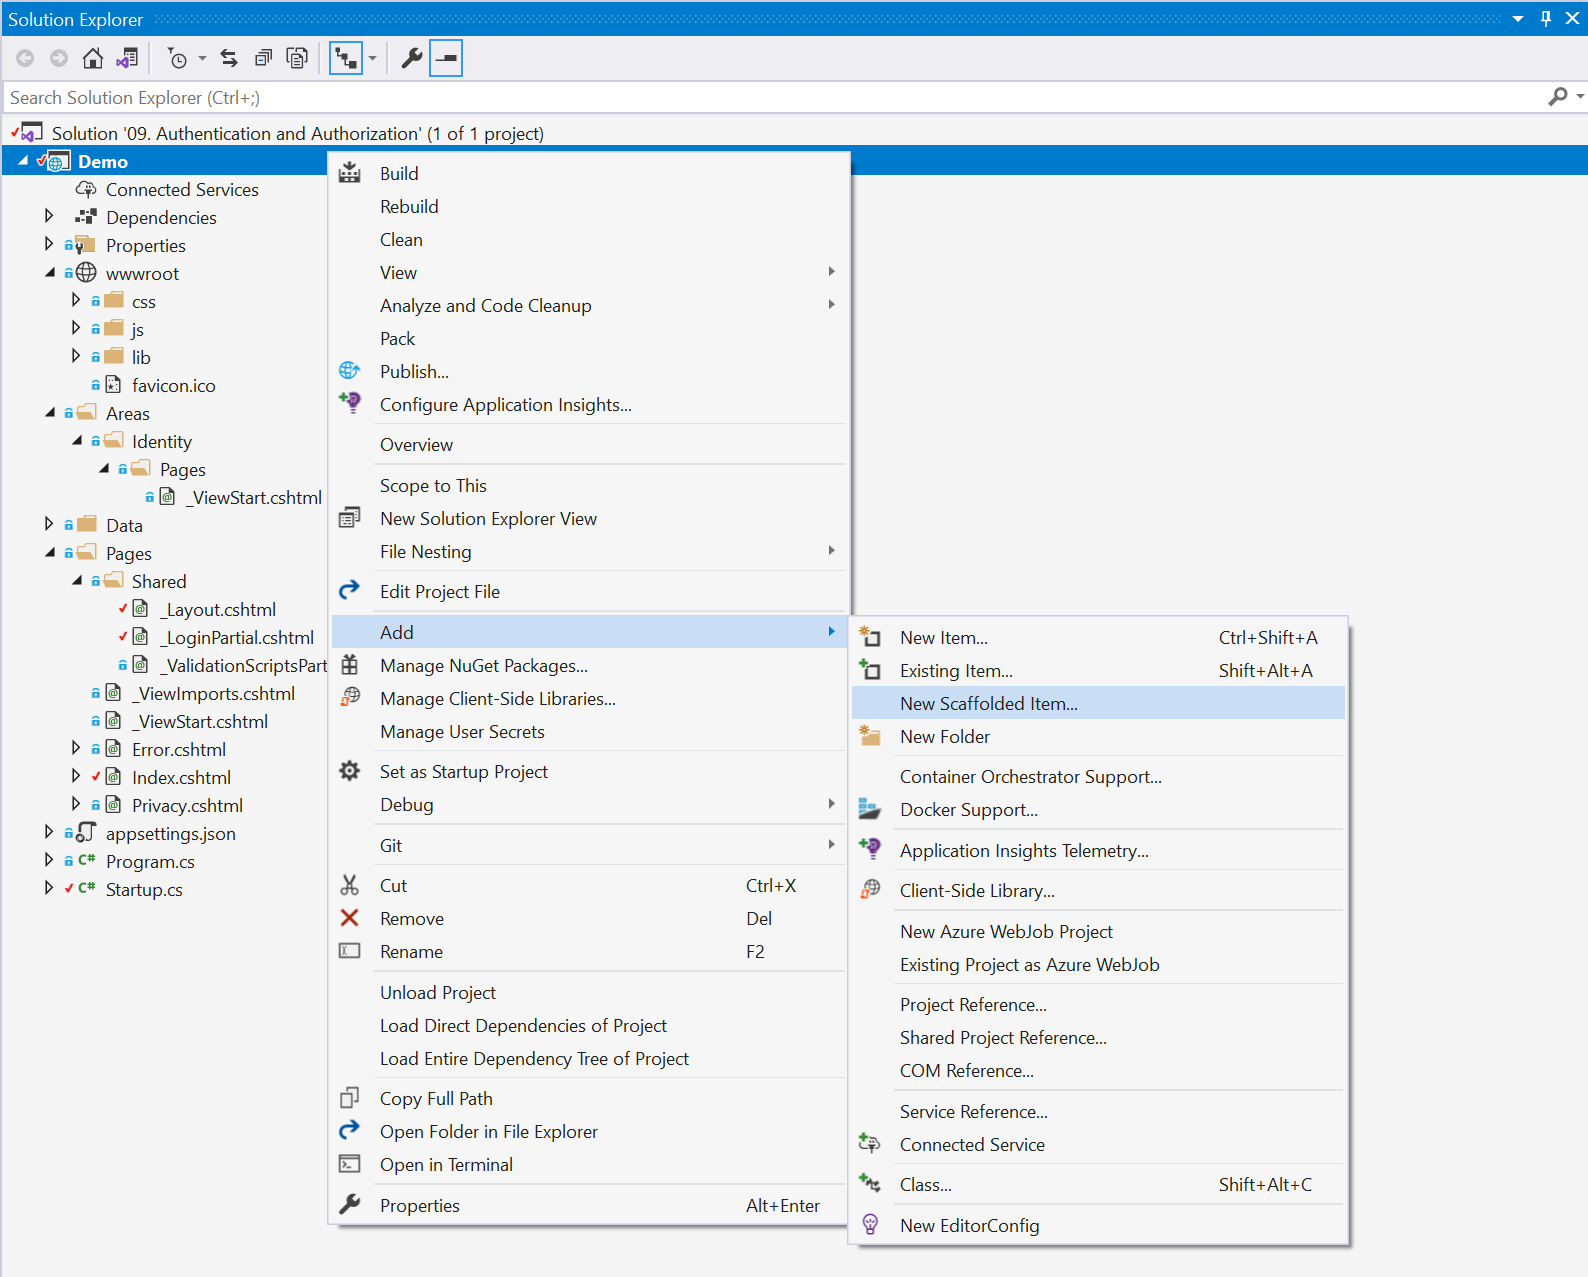 Solution Explorer
Search Solution Explorer (Ctrl+;)
Solution '09. Authentication and Authorization' (1 of 1 project)
Demo
Connected Services
Dependencies
Properties
wwwroot
css
js
lib
favicon.ico
Areas
Identity
Pages
_ViewStart.cshtml
Data
Pages
Shared
_Layout.cshtml
_LoginPartial.cshtml
_ValidationScriptsPart
_ViewImports.cshtml
_ViewStart.cshtml
Error.cshtml
Index.cshtml
Privacy.cshtml
appsettings.json
C# Program.cs
C# Startup.cs
Build
Rebuild
Clean
View
Analyze and Code Cleanup
Pack
Publish...
Configure Application Insights...
Overview
Scope to This
New Solution Explorer View
File Nesting
Edit Project File
Add
Manage NuGet Packages...
Manage Client-Side Libraries...
Manage User Secrets
Set as Startup Project
Debug
Git
Cut Ctrl+X
Remove Del
Rename F2
Unload Project
Load Direct Dependencies of Project
Load Entire Dependency Tree of Project
Copy Full Path
Open Folder in File Explorer
Open in Terminal
Properties Alt+Enter
New Item... Ctrl+Shift+A
Existing Item... Shift+Alt+A
New Scaffolded Item...
New Folder
Container Orchestrator Support...
Docker Support...
Application Insights Telemetry...
Client-Side Library...
New Azure WebJob Project
Existing Project as Azure WebJob
Project Reference...
Shared Project Reference...
COM Reference...
Service Reference...
Connected Service
Class... Shift+Alt+C
New EditorConfig